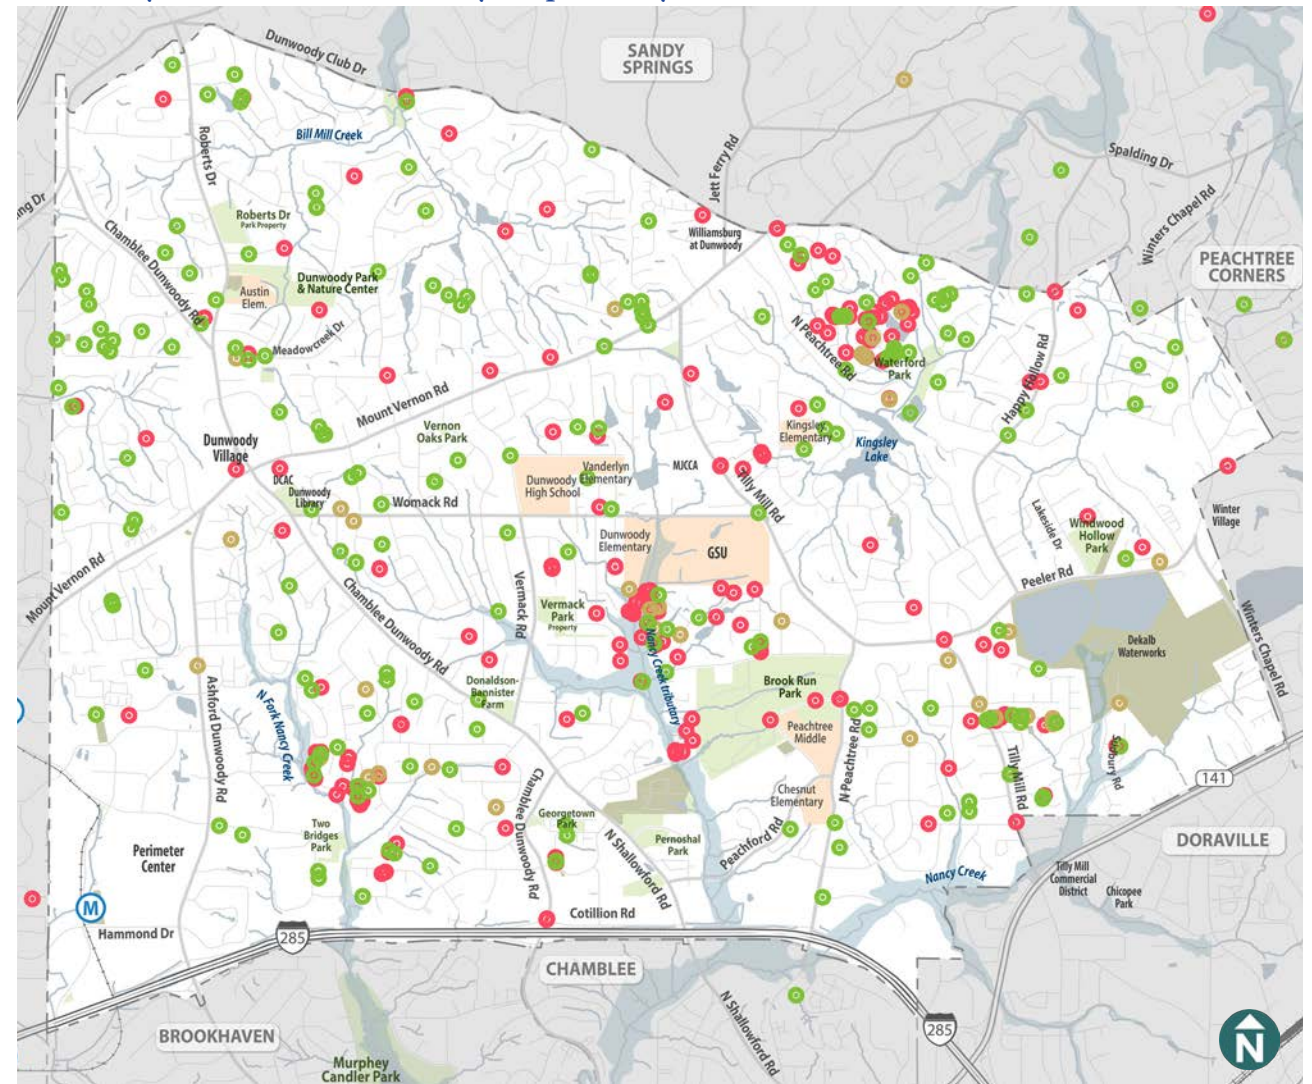 Dunwoody Club Dr
SANDY
SPRINGS
Bill Mill Creek
Roberts Dr
Jett Ferry Rd
Spalding Dr
ng Dr
Winters Chapel Rd
Roberts Dr
Park Property
Williamsburg
at Dunwoody
Chamblee Dunwoody Rd
PEACHTREE
CORNERS
Dunwoody Park
& Nature Center
Austin
Elem.
Meadowcreek Dr
N Peachtree Rd
Waterford
Park
Happy Hollow Rd
Mount Vernon Rd
Vernon
Oaks Park
Kingsley
Elementary
Kingsley
Lake
Dunwoody
Village
DCAC
Dunwoody
Library
Vanderlyn
Elementary
Dunwoody
High School
MJCCA
Tilly Mill Rd
Womack Rd
Lakeside Dr
Windwood
Hollow
Park
Winter
Village
Dunwoody
Elementary
GSU
Mount Vernon Rd
Chamblee Dunwoody Rd
Vermack Rd
Vermack
Park
Property
Peeler Rd
Winters Chapel Rd
Nancy Creek tributary
Dekalb
Waterworks
Donaldson-
Bannister
Farm
Brook Run
Park
Ashford Dunwoody Rd
N Fork Nancy Creek
Peachtree
Middle
N Peachtree Rd
Tilly Mill Rd
141
Chesnut
Elementary
Chamblee Dunwoody Rd
Georgetown
Park
Two
Bridges
Park
N Shallowford Rd
Pernoshal
Park
Peachford Rd
DORAVILLE
Perimeter
Center
Nancy Creek
Tilly Mill
Commercial
District
Chicopee
Park
M
Hammond Dr
Cotillion Rd
285
CHAMBLEE
N Shallowford Rd
285
BROOKHAVEN
Murphey
Candler Park
N